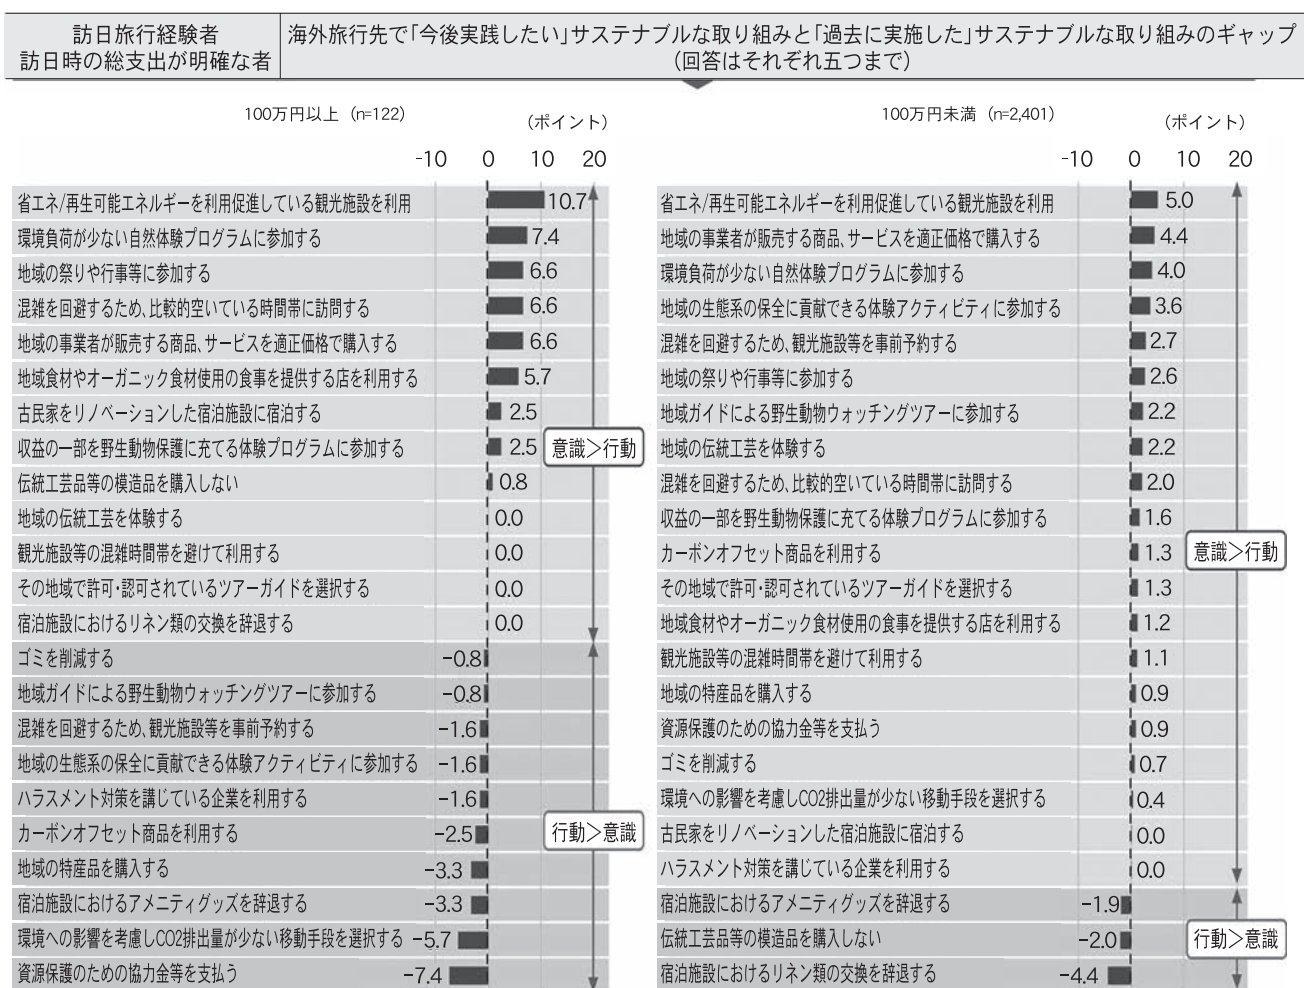 訪日旅行経験者
訪日時の総支出が明確な者
海外旅行先で「今後実践したい」サステナブルな取り組みと「過去に実施した」サステナブルな取り組みのギャップ
(回答はそれぞれ五つまで)
100万円以上 (n=122)
(ポイント)
-10 0 10 20
省エネ/再生可能エネルギーを利用促進している観光施設を利用 10.7
環境負荷が少ない自然体験プログラムに参加する 7.4
地域の祭りや行事等に参加する 6.6
混雑を回避するため、比較的空いている時間帯に訪問する 6.6
地域の事業者が販売する商品、サービスを適正価格で購入する 6.6
地域食材やオーガニック食材使用の食事を提供する店を利用する 5.7
古民家をリノベーションした宿泊施設に宿泊する 2.5
収益の一部を野生動物保護に充てる体験プログラムに参加する 2.5
意識>行動
伝統工芸品等の模造品を購入しない 0.8
地域の伝統工芸を体験する 0.0
観光施設等の混雑時間帯を避けて利用する 0.0
その地域で許可・認可されているツアーガイドを選択する 0.0
宿泊施設におけるリネン類の交換を辞退する 0.0
ゴミを削減する -0.8
地域ガイドによる野生動物ウォッチングツアーに参加する -0.8
混雑を回避するため、観光施設等を事前予約する -1.6
地域の生態系の保全に貢献できる体験アクティビティに参加する -1.6
ハラスメント対策を講じている企業を利用する -1.6
カーボンオフセット商品を利用する -2.5
行動>意識
地域の特産品を購入する -3.3
宿泊施設におけるアメニティグッズを辞退する -3.3
環境への影響を考慮しCO2排出量が少ない移動手段を選択する -5.7
資源保護のための協力金等を支払う -7.4
100万円未満 (n=2,401)
(ポイント)
-10 0 10 20
省エネ/再生可能エネルギーを利用促進している観光施設を利用 5.0
地域の事業者が販売する商品、サービスを適正価格で購入する 4.4
環境負荷が少ない自然体験プログラムに参加する 4.0
地域の生態系の保全に貢献できる体験アクティビティに参加する 3.6
混雑を回避するため、観光施設等を事前予約する 2.7
地域の祭りや行事等に参加する 2.6
地域ガイドによる野生動物ウォッチングツアーに参加する 2.2
地域の伝統工芸を体験する 2.2
混雑を回避するため、比較的空いている時間帯に訪問する 2.0
収益の一部を野生動物保護に充てる体験プログラムに参加する 1.6
カーボンオフセット商品を利用する 1.3
意識>行動
その地域で許可・認可されているツアーガイドを選択する 1.3
地域食材やオーガニック食材使用の食事を提供する店を利用する 1.2
観光施設等の混雑時間帯を避けて利用する 1.1
地域の特産品を購入する 0.9
資源保護のための協力金等を支払う 0.9
ゴミを削減する 0.7
環境への影響を考慮しCO2排出量が少ない移動手段を選択する 0.4
古民家をリノベーションした宿泊施設に宿泊する 0.0
ハラスメント対策を講じている企業を利用する 0.0
宿泊施設におけるアメニティグッズを辞退する -1.9
伝統工芸品等の模造品を購入しない -2.0
行動>意識
宿泊施設におけるリネン類の交換を辞退する -4.4